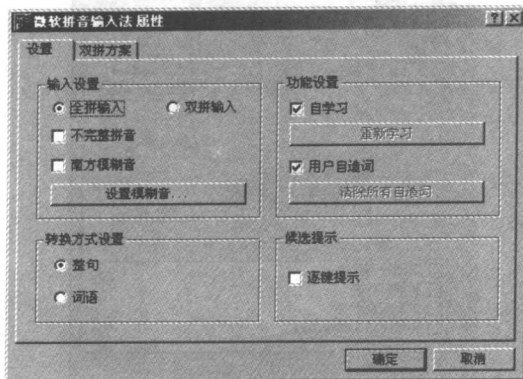 微软拼音输入法 属性
设置 双拼方案
输入设置
全拼输入 双拼输入
不完整拼音
南方模糊音
设置模糊音...
功能设置
自学习
重新学习
用户自造词
清除所有自造词
转换方式设置
整句
词语
候选提示
逐键提示
确定 取消